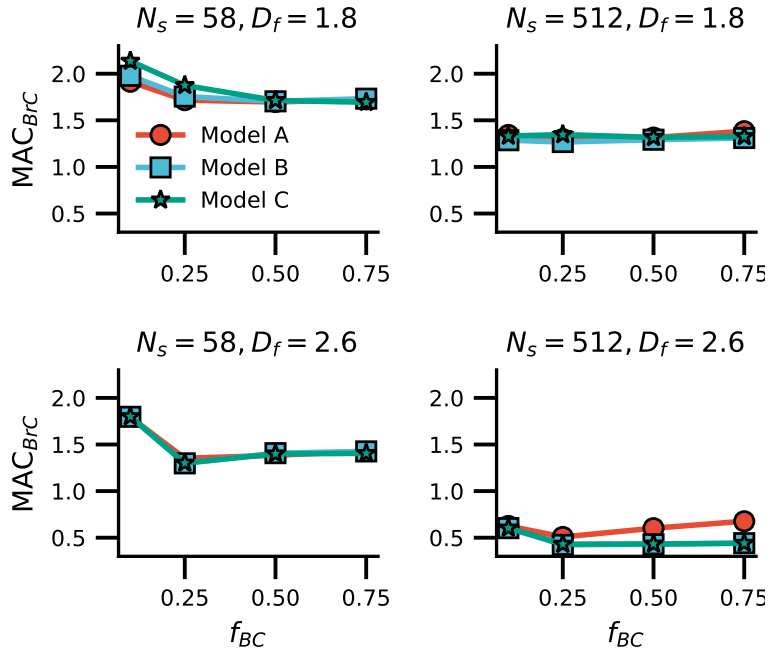 N_s = 58, D_f = 1.8
MAC_BrC
2.0
1.5
1.0
0.5
Model A
Model B
Model C
0.25 0.50 0.75
N_s = 512, D_f = 1.8
2.0
1.5
1.0
0.5
0.25 0.50 0.75
N_s = 58, D_f = 2.6
MAC_BrC
2.0
1.5
1.0
0.5
0.25 0.50 0.75
f_BC
N_s = 512, D_f = 2.6
2.0
1.5
1.0
0.5
0.25 0.50 0.75
f_BC